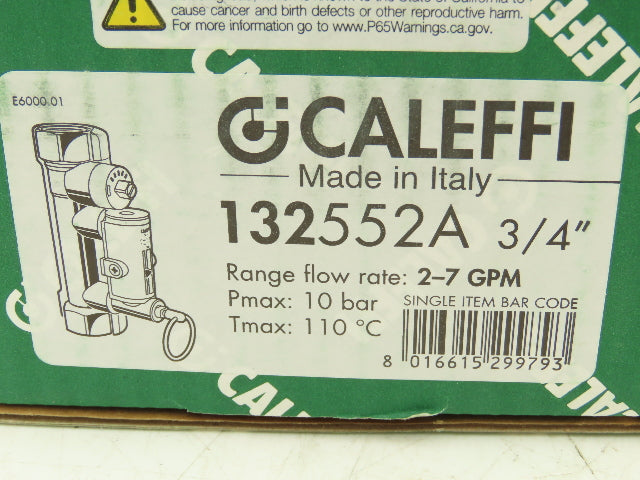 cause cancer and birth defects or other reproductive harm.
For more information go to www.P65Warnings.ca.gov.
CALEFFI
E6000.01
CALEFFI
Made in Italy
132552A 3/4"
Range flow rate: 2–7 GPM
Pmax: 10 bar
Tmax: 110 °C
SINGLE ITEM BAR CODE
8 016615 299793
CALEFFI